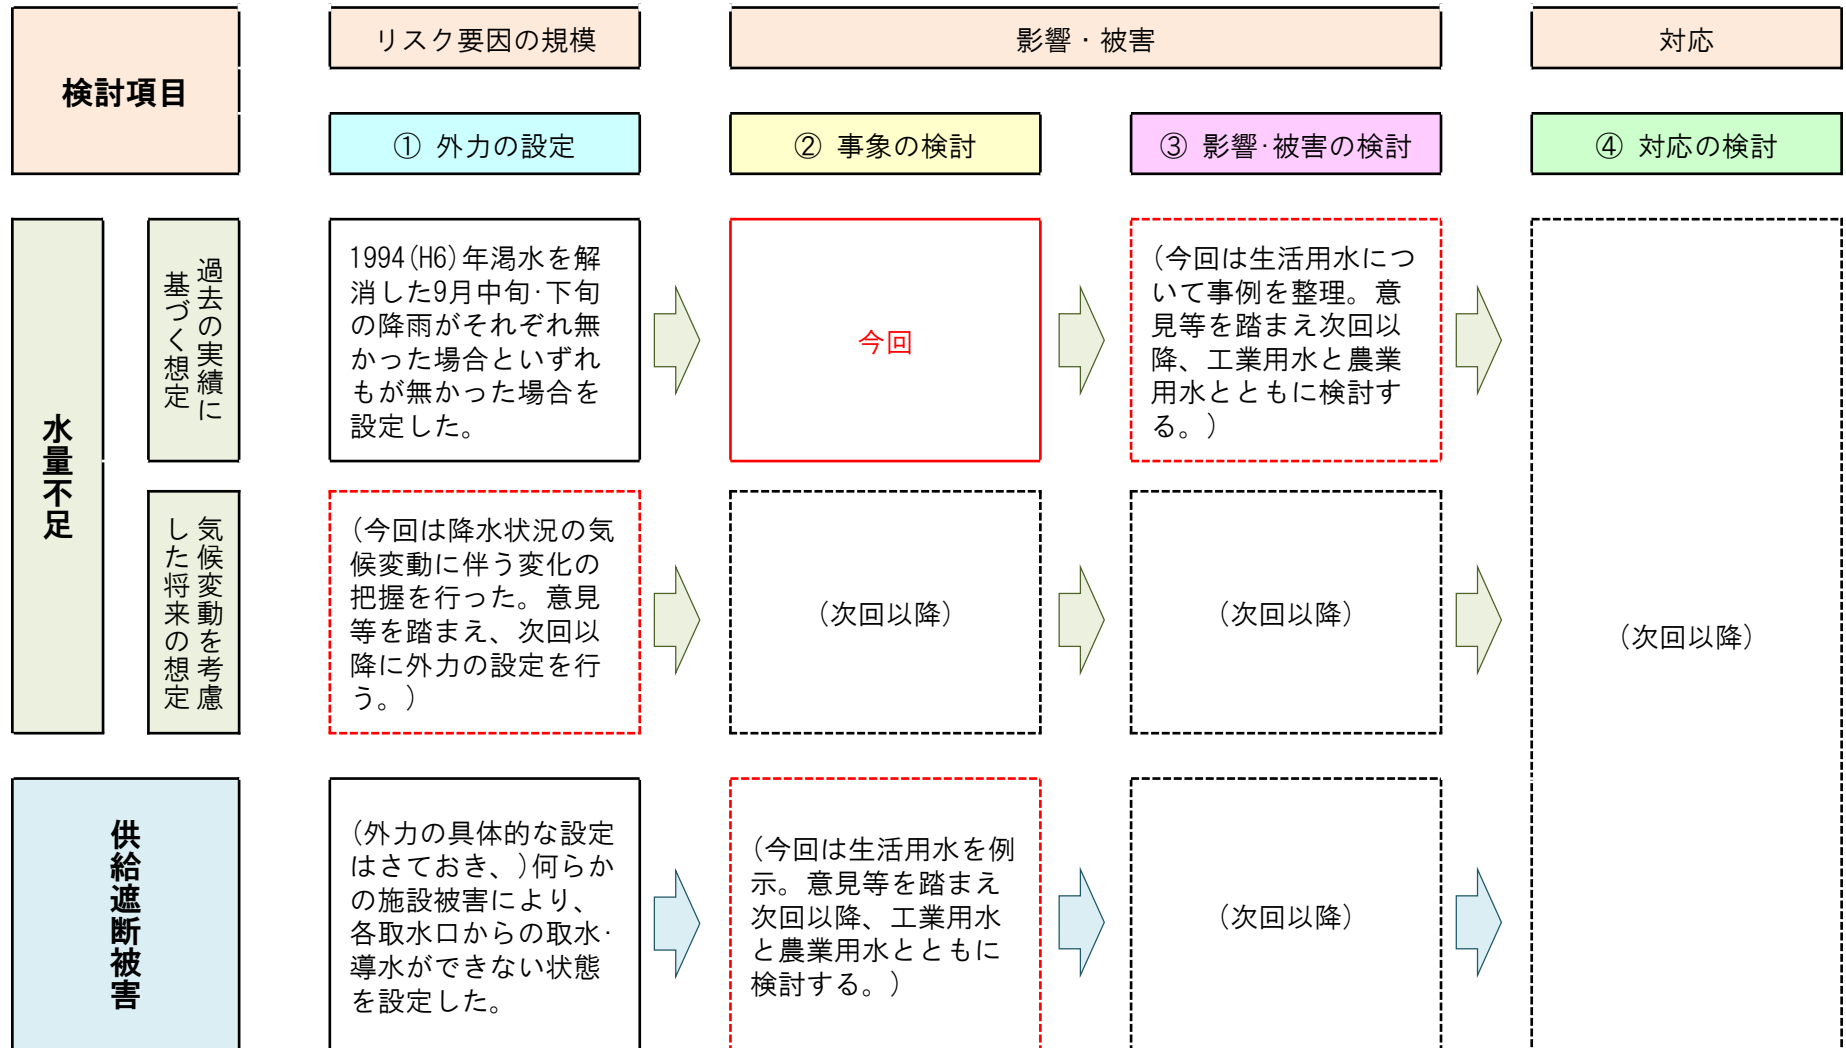 検討項目
リスク要因の規模
影響・被害
対応
① 外力の設定
② 事象の検討
③ 影響･被害の検討
④ 対応の検討
水量不足
過去の実績に
基づく想定
1994(H6)年渇水を解
消した9月中旬･下旬
の降雨がそれぞれ無
かった場合といずれ
もが無かった場合を
設定した。
今回
(今回は生活用水につ
いて事例を整理。意
見等を踏まえ次回以
降、工業用水と農業
用水とともに検討す
る。)
気候変動を考慮
した将来の想定
(今回は降水状況の気
候変動に伴う変化の
把握を行った。意見
等を踏まえ、次回以
降に外力の設定を行
う。)
(次回以降)
(次回以降)
(次回以降)
供給遮断被害
(外力の具体的な設定
はさておき、)何らか
の施設被害により、
各取水口からの取水･
導水ができない状態
を設定した。
(今回は生活用水を例
示。意見等を踏まえ
次回以降、工業用水
と農業用水とともに
検討する。)
(次回以降)